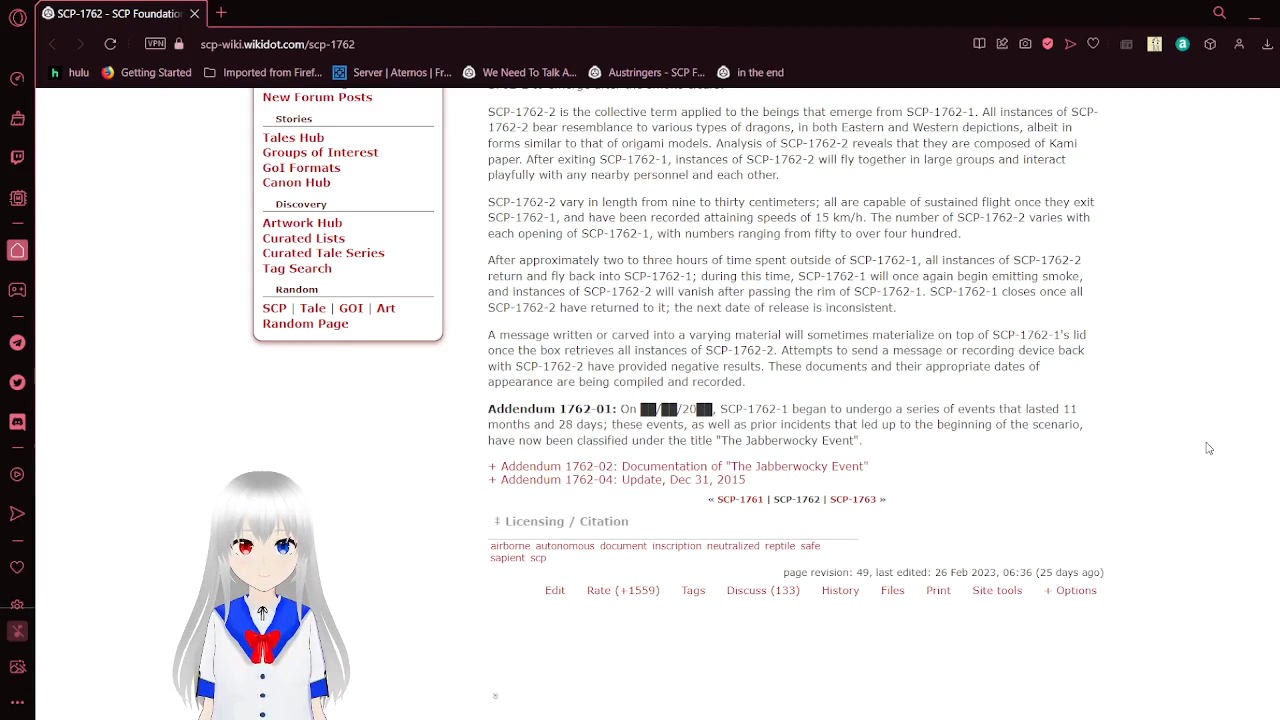 SCP-1762 - SCP Foundation
scp-wiki.wikidot.com/scp-1762
VPN
hulu
Getting Started
Imported from Firef...
Server | Aternos | Fr...
We Need To Talk A...
Austringers - SCP F...
in the end
New Forum Posts
Stories
Tales Hub
Groups of Interest
GoI Formats
Canon Hub
Discovery
Artwork Hub
Curated Lists
Curated Tale Series
Tag Search
Random
SCP | Tale | GOI | Art
Random Page
SCP-1762-2 is the collective term applied to the beings that emerge from SCP-1762-1. All instances of SCP-
1762-2 bear resemblance to various types of dragons, in both Eastern and Western depictions, albeit in
forms similar to that of origami models. Analysis of SCP-1762-2 reveals that they are composed of Kami
paper. After exiting SCP-1762-1, instances of SCP-1762-2 will fly together in large groups and interact
playfully with any nearby personnel and each other.
SCP-1762-2 vary in length from nine to thirty centimeters; all are capable of sustained flight once they exit
SCP-1762-1, and have been recorded attaining speeds of 15 km/h. The number of SCP-1762-2 varies with
each opening of SCP-1762-1, with numbers ranging from fifty to over four hundred.
After approximately two to three hours of time spent outside of SCP-1762-1, all instances of SCP-1762-2
return and fly back into SCP-1762-1; during this time, SCP-1762-1 will once again begin emitting smoke,
and instances of SCP-1762-2 will vanish after passing the rim of SCP-1762-1. SCP-1762-1 closes once all
SCP-1762-2 have returned to it; the next date of release is inconsistent.
A message written or carved into a varying material will sometimes materialize on top of SCP-1762-1's lid
once the box retrieves all instances of SCP-1762-2. Attempts to send a message or recording device back
with SCP-1762-2 have provided negative results. These documents and their appropriate dates of
appearance are being compiled and recorded.
Addendum 1762-01: On ██/██/20██, SCP-1762-1 began to undergo a series of events that lasted 11
months and 28 days; these events, as well as prior incidents that led up to the beginning of the scenario,
have now been classified under the title "The Jabberwocky Event".
+ Addendum 1762-02: Documentation of "The Jabberwocky Event"
+ Addendum 1762-04: Update, Dec 31, 2015
« SCP-1761 | SCP-1762 | SCP-1763 »
‡ Licensing / Citation
airborne autonomous document inscription neutralized reptile safe
sapient scp
page revision: 49, last edited: 26 Feb 2023, 06:36 (25 days ago)
Edit Rate (+1559) Tags Discuss (133) History Files Print Site tools + Options